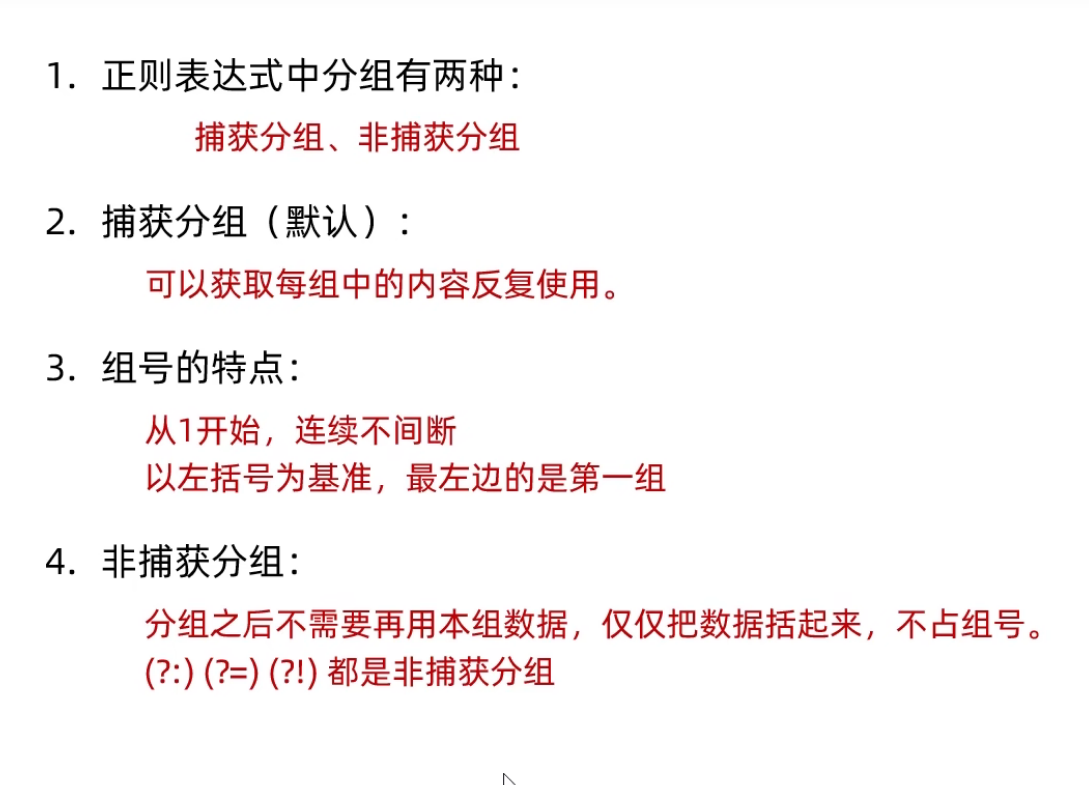 1. 正则表达式中分组有两种：
捕获分组、非捕获分组
2. 捕获分组（默认）：
可以获取每组中的内容反复使用。
3. 组号的特点：
从1开始，连续不间断
以左括号为基准，最左边的是第一组
4. 非捕获分组：
分组之后不需要再用本组数据，仅仅把数据括起来，不占组号。
(?:) (?=) (?!) 都是非捕获分组